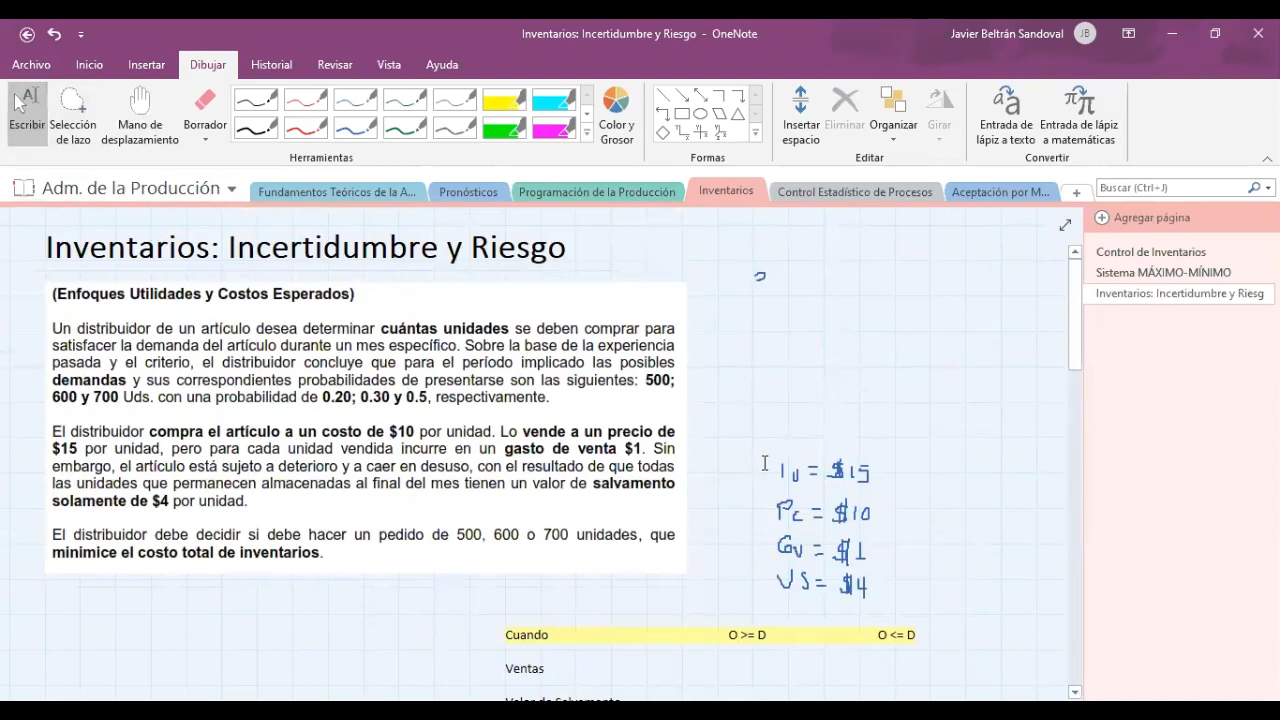 Inventarios: Incertidumbre y Riesgo - OneNote
Javier Beltrán Sandoval
JB
Archivo
Inicio
Insertar
Dibujar
Historial
Revisar
Vista
Ayuda
Escribir
Selección de lazo
Mano de desplazamiento
Borrador
Color y Grosor
Insertar espacio
Eliminar
Organizar
Girar
Entrada de lápiz a texto
Entrada de lápiz a matemáticas
Herramientas
Formas
Editar
Convertir
Adm. de la Producción
Fundamentos Teóricos de la A...
Pronósticos
Programación de la Producción
Inventarios
Control Estadístico de Procesos
Aceptación por M...
Buscar (Ctrl+J)
Agregar página
Control de Inventarios
Sistema MÁXIMO-MÍNIMO
Inventarios: Incertidumbre y Riesg
Inventarios: Incertidumbre y Riesgo
(Enfoques Utilidades y Costos Esperados)
Un distribuidor de un artículo desea determinar cuántas unidades se deben comprar para
satisfacer la demanda del artículo durante un mes específico. Sobre la base de la experiencia
pasada y el criterio, el distribuidor concluye que para el período implicado las posibles
demandas y sus correspondientes probabilidades de presentarse son las siguientes: 500;
600 y 700 Uds. con una probabilidad de 0.20; 0.30 y 0.5, respectivamente.
El distribuidor compra el artículo a un costo de $10 por unidad. Lo vende a un precio de
$15 por unidad, pero para cada unidad vendida incurre en un gasto de venta $1. Sin
embargo, el artículo está sujeto a deterioro y a caer en desuso, con el resultado de que todas
las unidades que permanecen almacenadas al final del mes tienen un valor de salvamento
solamente de $4 por unidad.
El distribuidor debe decidir si debe hacer un pedido de 500, 600 o 700 unidades, que
minimice el costo total de inventarios.
= $15
Pc = $10
Gv = $1
VS = $4
Cuando O >= D O <= D
Ventas
Valor de Salvamento